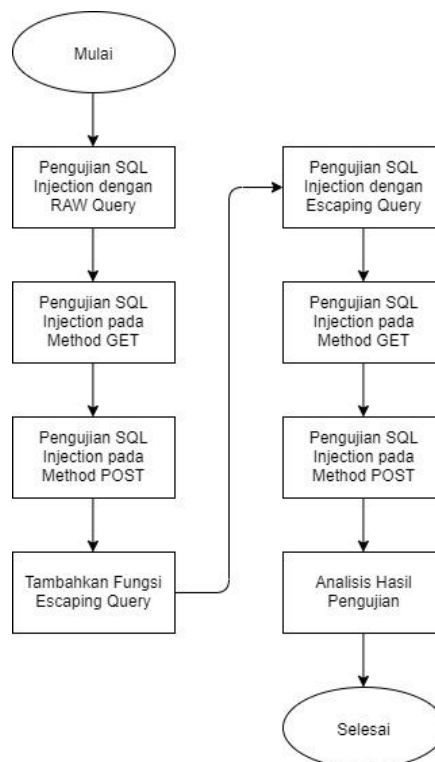 Mulai
Pengujian SQL
Injection dengan
RAW Query
Pengujian SQL
Injection pada
Method GET
Pengujian SQL
Injection pada
Method POST
Tambahkan Fungsi
Escaping Query
Pengujian SQL
Injection dengan
Escaping Query
Pengujian SQL
Injection pada
Method GET
Pengujian SQL
Injection pada
Method POST
Analisis Hasil
Pengujian
Selesai